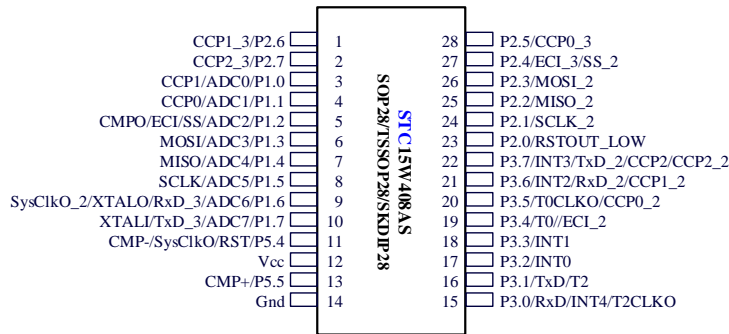 CCP1_3/P2.6 1 28 P2.5/CCP0_3
CCP2_3/P2.7 2 27 P2.4/ECI_3/SS_2
CCP1/ADC0/P1.0 3 26 P2.3/MOSI_2
CCP0/ADC1/P1.1 4 25 P2.2/MISO_2
CMPO/ECI/SS/ADC2/P1.2 5 24 P2.1/SCLK_2
MOSI/ADC3/P1.3 6 23 P2.0/RSTOUT_LOW
MISO/ADC4/P1.4 7 22 P3.7/INT3/TxD_2/CCP2/CCP2_2
SCLK/ADC5/P1.5 8 21 P3.6/INT2/RxD_2/CCP1_2
SysClkO_2/XTALO/RxD_3/ADC6/P1.6 9 20 P3.5/T0CLKO/CCP0_2
XTALI/TxD_3/ADC7/P1.7 10 19 P3.4/T0//ECI_2
CMP-/SysClkO/RST/P5.4 11 18 P3.3/INT1
Vcc 12 17 P3.2/INT0
CMP+/P5.5 13 16 P3.1/TxD/T2
Gnd 14 15 P3.0/RxD/INT4/T2CLKO
STC15W408AS
SOP28/TSSOP28/SKDIP28